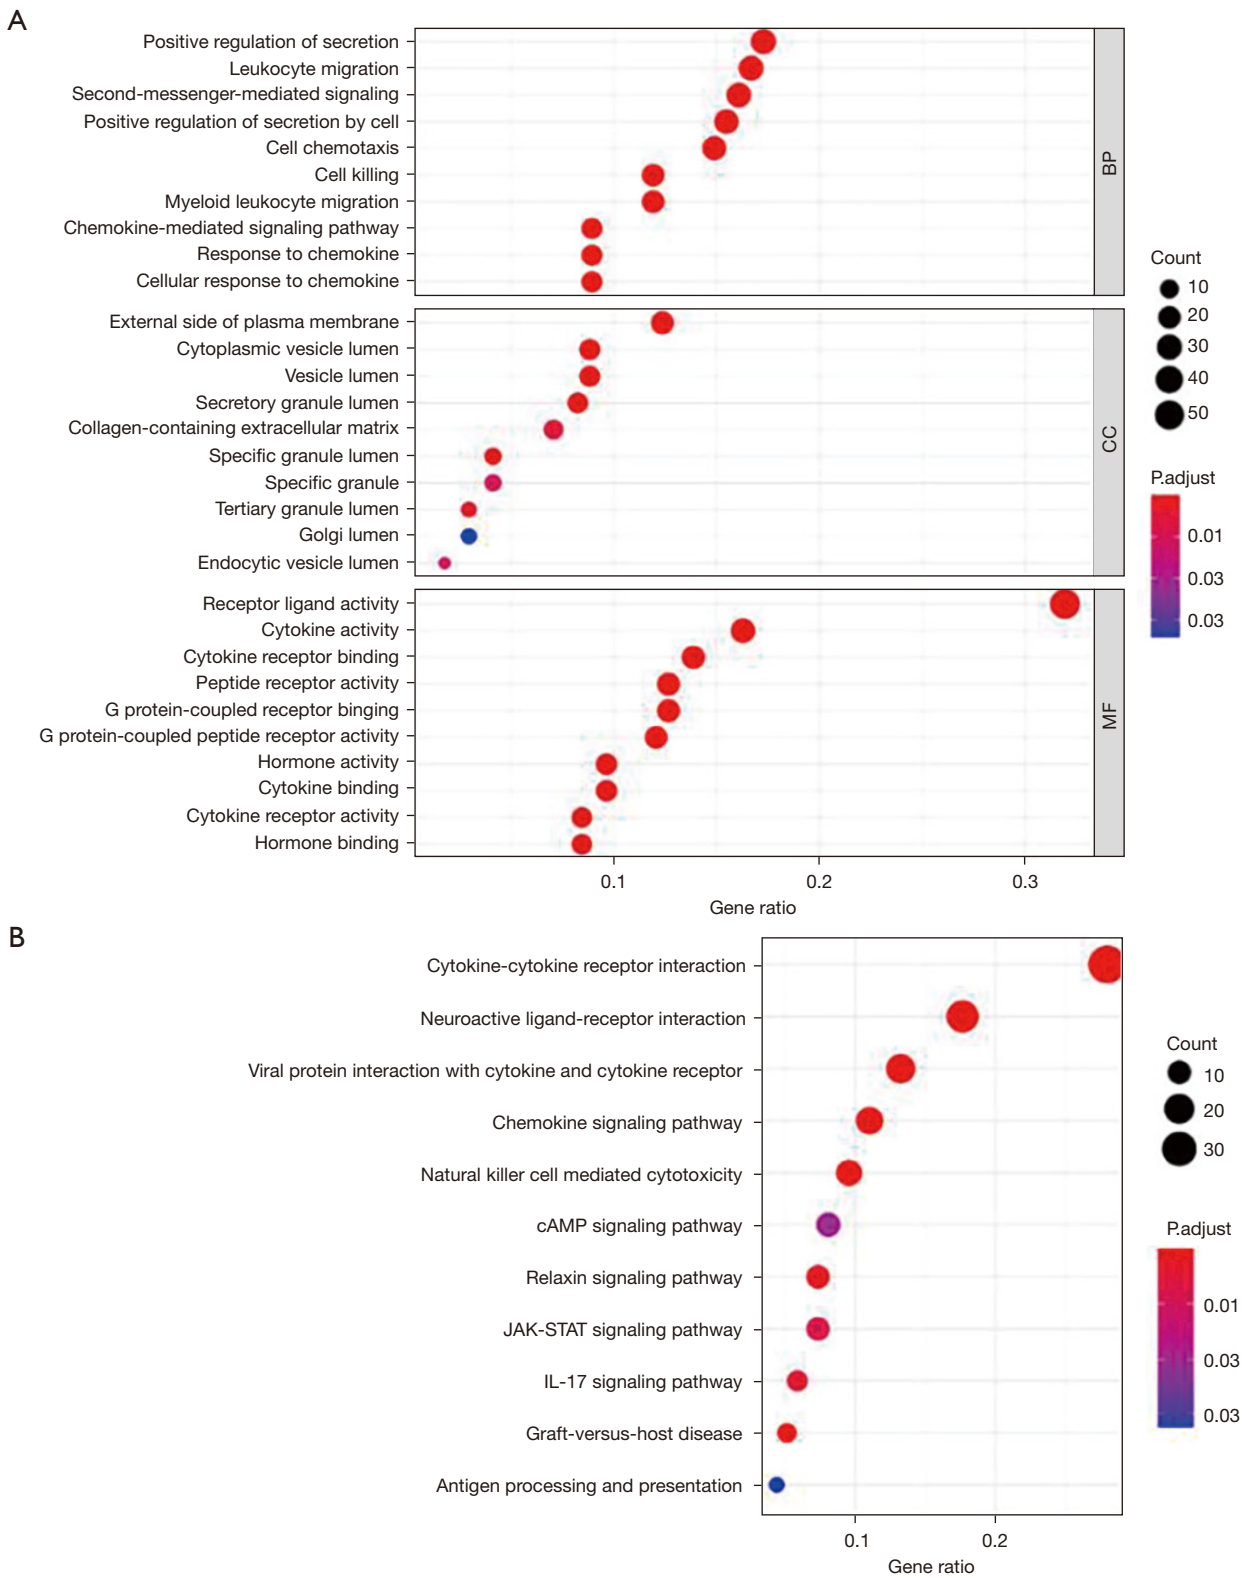 A
Positive regulation of secretion
Leukocyte migration
Second-messenger-mediated signaling
Positive regulation of secretion by cell
Cell chemotaxis
Cell killing
Myeloid leukocyte migration
Chemokine-mediated signaling pathway
Response to chemokine
Cellular response to chemokine
BP
External side of plasma membrane
Cytoplasmic vesicle lumen
Vesicle lumen
Secretory granule lumen
Collagen-containing extracellular matrix
Specific granule lumen
Specific granule
Tertiary granule lumen
Golgi lumen
Endocytic vesicle lumen
CC
Receptor ligand activity
Cytokine activity
Cytokine receptor binding
Peptide receptor activity
G protein-coupled receptor binging
G protein-coupled peptide receptor activity
Hormone activity
Cytokine binding
Cytokine receptor activity
Hormone binding
MF
0.1 0.2 0.3
Gene ratio
Count
10
20
30
40
50
P.adjust
0.01
0.03
0.03
B
Cytokine-cytokine receptor interaction
Neuroactive ligand-receptor interaction
Viral protein interaction with cytokine and cytokine receptor
Chemokine signaling pathway
Natural killer cell mediated cytotoxicity
cAMP signaling pathway
Relaxin signaling pathway
JAK-STAT signaling pathway
IL-17 signaling pathway
Graft-versus-host disease
Antigen processing and presentation
0.1 0.2
Gene ratio
Count
10
20
30
P.adjust
0.01
0.03
0.03